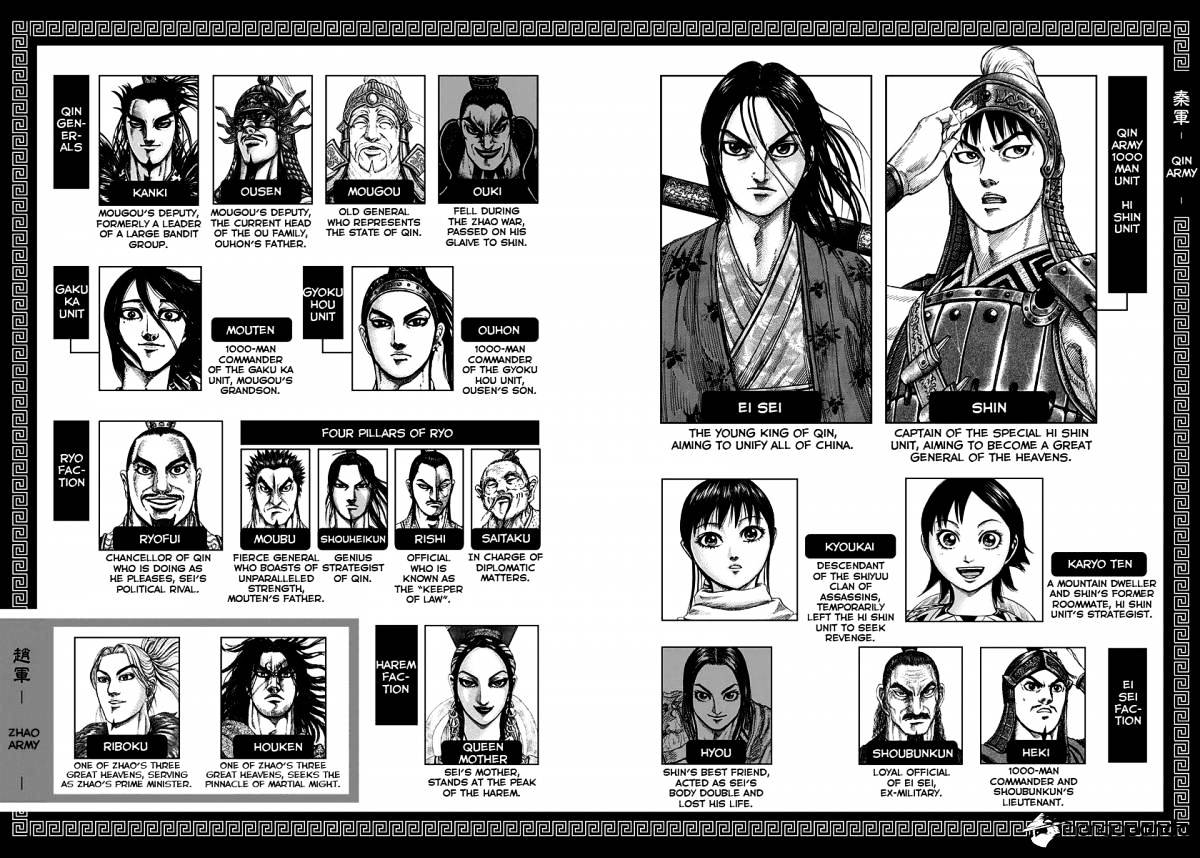 QIN
GEN-
ER-
ALS
KANKI
MOUGOU'S DEPUTY,
FORMERLY A LEADER
OF A LARGE BANDIT
GROUP.
OUSEN
MOUGOU'S DEPUTY,
THE CURRENT HEAD
OF THE OU FAMILY,
OUHON'S FATHER.
MOUGOU
OLD GENERAL
WHO REPRESENTS
THE STATE OF QIN.
OUKI
FELL DURING
THE ZHAO WAR,
PASSED ON HIS
GLAIVE TO SHIN.
GAKU
KA
UNIT
MOUTEN
1000-MAN
COMMANDER
OF THE GAKU KA
UNIT, MOUGOU'S
GRANDSON.
GYOKU
HOU
UNIT
OUHON
1000-MAN
COMMANDER
OF THE GYOKU
HOU UNIT,
OUSEN'S SON.
RYO
FAC-
TION
RYOFUI
CHANCELLOR OF QIN
WHO IS DOING AS
HE PLEASES, SEI'S
POLITICAL RIVAL.
FOUR PILLARS OF RYO
MOUBU
FIERCE GENERAL
WHO BOASTS OF
UNPARALLELED
STRENGTH,
MOUTEN'S FATHER.
SHOUHEIKUN
GENIUS
STRATEGIST
OF QIN.
RISHI
OFFICIAL
WHO IS
KNOWN AS
THE "KEEPER
OF LAW".
SAITAKU
IN CHARGE OF
DIPLOMATIC
MATTERS.
趙軍
ZHAO
ARMY
RIBOKU
ONE OF ZHAO'S THREE
GREAT HEAVENS, SERVING
AS ZHAO'S PRIME MINISTER.
HOUKEN
ONE OF ZHAO'S THREE
GREAT HEAVENS, SEEKS THE
PINNACLE OF MARTIAL MIGHT.
HAREM
FAC-
TION
QUEEN
MOTHER
SEI'S MOTHER,
STANDS AT THE PEAK
OF THE HAREM.
秦軍
QIN
ARMY
QIN
ARMY
1000
MAN
UNIT
HI
SHIN
UNIT
EI SEI
THE YOUNG KING OF QIN,
AIMING TO UNIFY ALL OF CHINA.
SHIN
CAPTAIN OF THE SPECIAL HI SHIN
UNIT, AIMING TO BECOME A GREAT
GENERAL OF THE HEAVENS.
KYOUKAI
DESCENDANT
OF THE SHIYUU
CLAN OF
ASSASSINS,
TEMPORARILY
LEFT THE HI SHIN
UNIT TO SEEK
REVENGE.
KARYO TEN
A MOUNTAIN DWELLER
AND SHIN'S FORMER
ROOMMATE, HI SHIN
UNIT'S STRATEGIST.
HYOU
SHIN'S BEST FRIEND,
ACTED AS SEI'S
BODY DOUBLE AND
LOST HIS LIFE.
SHOUBUNKUN
LOYAL OFFICIAL
OF EI SEI,
EX-MILITARY.
HEKI
1000-MAN
COMMANDER AND
SHOUBUNKUN'S
LIEUTENANT.
EI
SEI
FAC-
TION